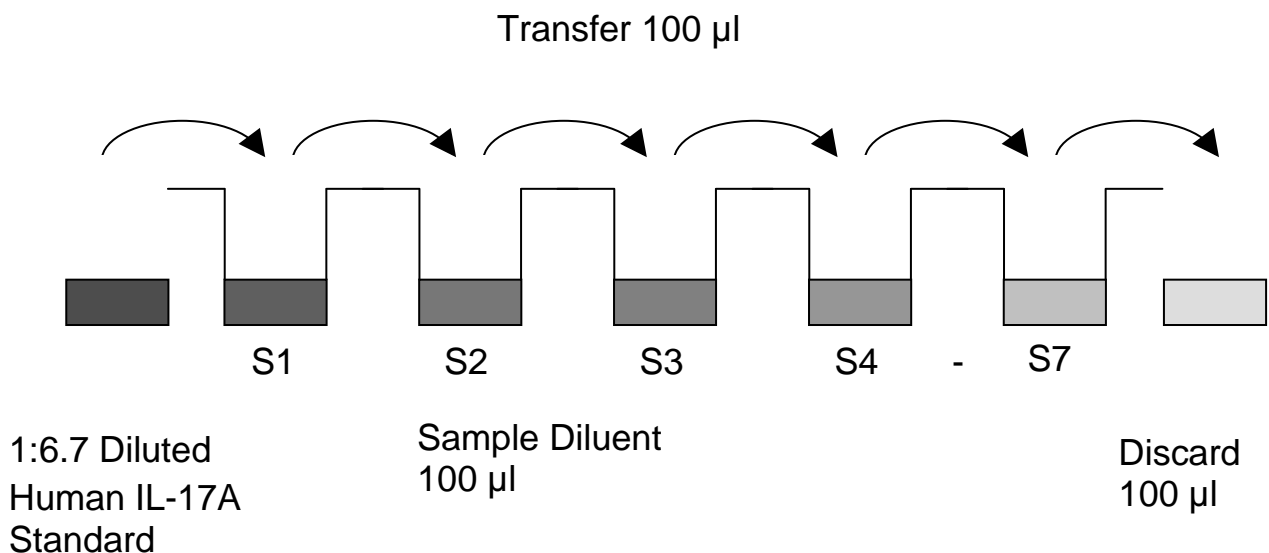 Transfer 100 µl
S1 S2 S3 S4 - S7
1:6.7 Diluted
Human IL-17A
Standard
Sample Diluent
100 µl
Discard
100 µl